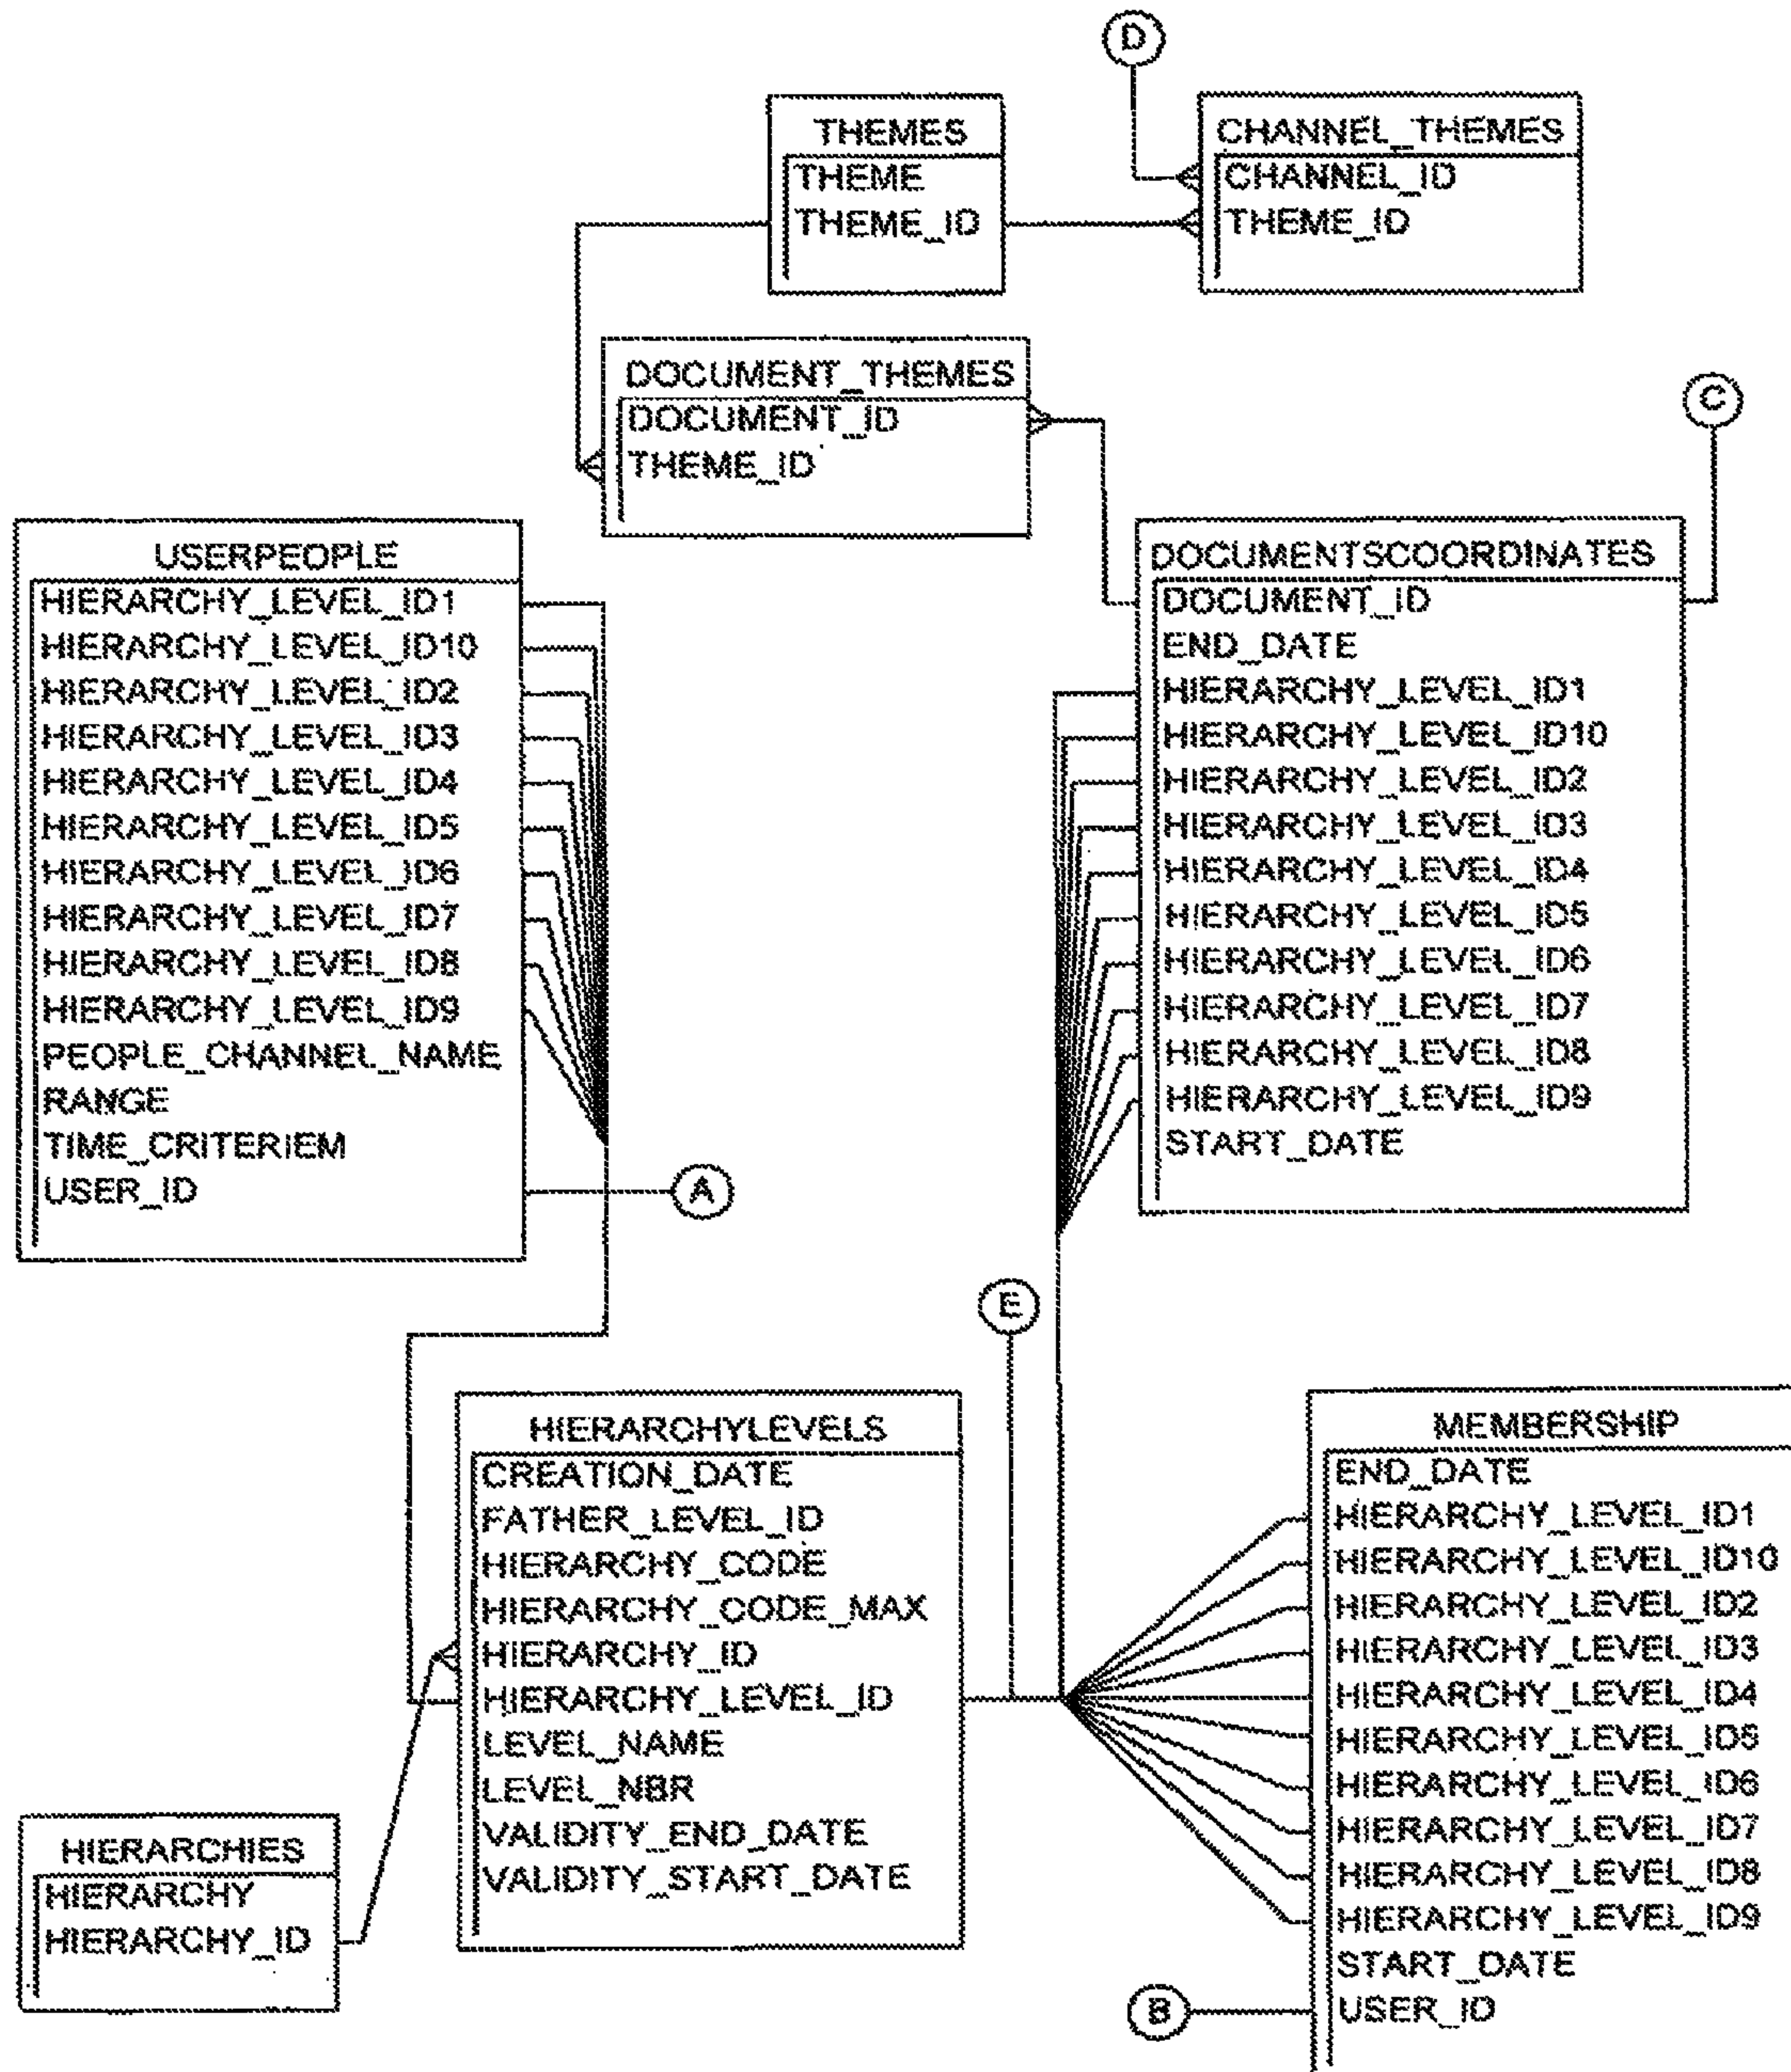 D
THEMES
THEME
THEME_ID
CHANNEL_THEMES
CHANNEL_ID
THEME_ID
DOCUMENT_THEMES
DOCUMENT_ID
THEME_ID
C
USERPEOPLE
HIERARCHY_LEVEL_ID1
HIERARCHY_LEVEL_ID10
HIERARCHY_LEVEL_ID2
HIERARCHY_LEVEL_ID3
HIERARCHY_LEVEL_ID4
HIERARCHY_LEVEL_ID5
HIERARCHY_LEVEL_ID6
HIERARCHY_LEVEL_ID7
HIERARCHY_LEVEL_ID8
HIERARCHY_LEVEL_ID9
PEOPLE_CHANNEL_NAME
RANGE
TIME_CRITERIEM
USER_ID
A
DOCUMENTSCOORDINATES
DOCUMENT_ID
END_DATE
HIERARCHY_LEVEL_ID1
HIERARCHY_LEVEL_ID10
HIERARCHY_LEVEL_ID2
HIERARCHY_LEVEL_ID3
HIERARCHY_LEVEL_ID4
HIERARCHY_LEVEL_ID5
HIERARCHY_LEVEL_ID6
HIERARCHY_LEVEL_ID7
HIERARCHY_LEVEL_ID8
HIERARCHY_LEVEL_ID9
START_DATE
E
HIERARCHYLEVELS
CREATION_DATE
FATHER_LEVEL_ID
HIERARCHY_CODE
HIERARCHY_CODE_MAX
HIERARCHY_ID
HIERARCHY_LEVEL_ID
LEVEL_NAME
LEVEL_NBR
VALIDITY_END_DATE
VALIDITY_START_DATE
MEMBERSHIP
END_DATE
HIERARCHY_LEVEL_ID1
HIERARCHY_LEVEL_ID10
HIERARCHY_LEVEL_ID2
HIERARCHY_LEVEL_ID3
HIERARCHY_LEVEL_ID4
HIERARCHY_LEVEL_ID5
HIERARCHY_LEVEL_ID6
HIERARCHY_LEVEL_ID7
HIERARCHY_LEVEL_ID8
HIERARCHY_LEVEL_ID9
START_DATE
USER_ID
B
HIERARCHIES
HIERARCHY
HIERARCHY_ID